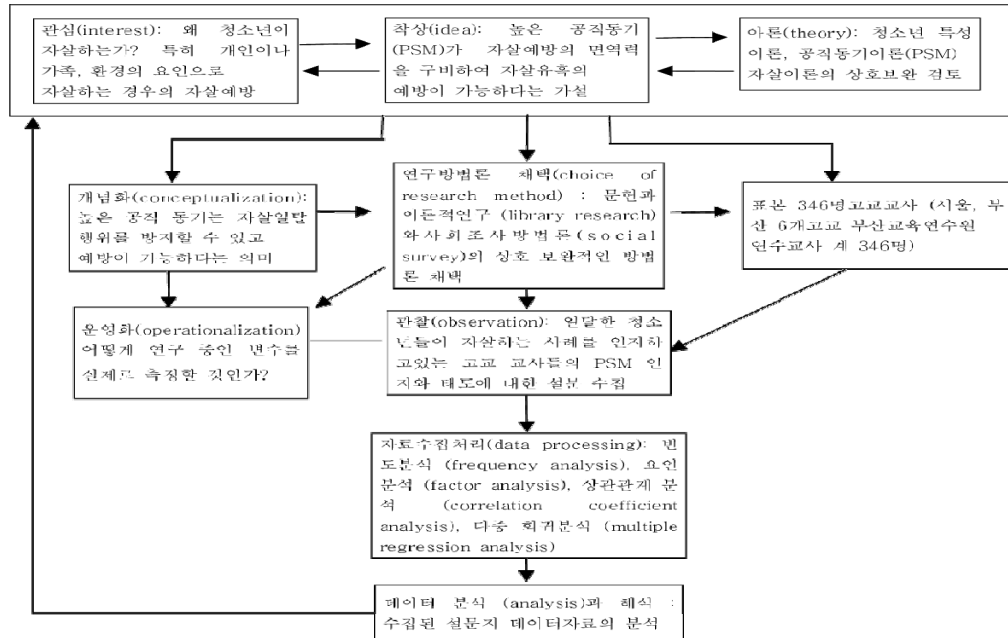 관심(interest): 왜 청소년이
자살하는가? 특히 개인이나
가족, 환경의 요인으로
자살하는 경우의 자살예방
착상(idea): 높은 공직동기
(PSM)가 자살예방의 면역력
을 구비하여 자살유혹의
예방이 가능하다는 가설
이론(theory): 청소년 특성
이론, 공직동기이론(PSM)
자살이론의 상호보완 검토
개념화(conceptualization):
높은 공직 동기는 자살일탈
행위를 방지할 수 있고
예방이 가능하다는 의미
연구방법론 채택(choice of
research method) : 문헌과
이론적연구 (library research)
와사회조사방법론(social
survey)의 상호 보완적인 방법
론 채택
표본 346명고교교사 (서울, 부
산 6개고교 부산교육연수원
연수교사 계 346명)
운영화(operationalization)
어떻게 연구 중인 변수를
실제로 측정할 것인가?
관찰(observation): 일탈한 청소
년들이 자살하는 사례를 인지하
고있는 고교 교사들의 PSM 인
지와 태도에 대한 설문 수집
자료수집처리(data processing): 빈
도분석 (frequency analysis), 요인
분석 (factor analysis), 상관관계 분
석 (correlation coefficient
analysis), 다중 회귀분석 (multiple
regression analysis)
데이터 분석 (analysis)과 해석 :
수집된 설문지 데이터자료의 분석